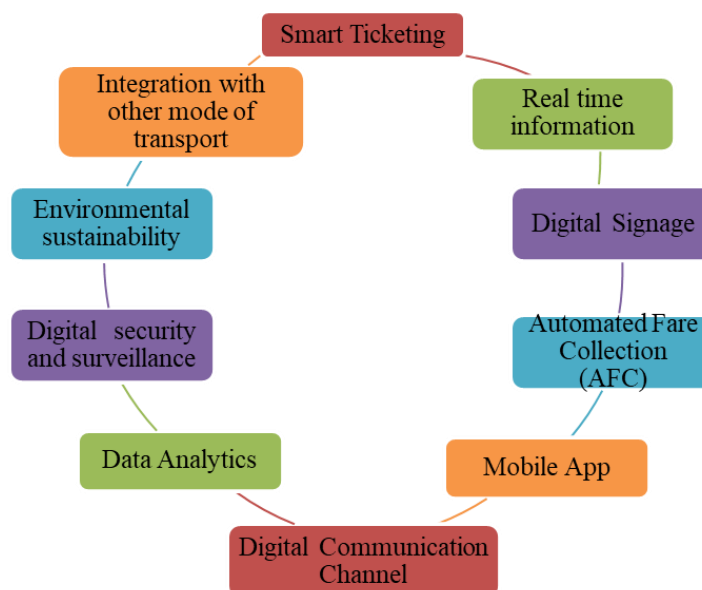 Smart Ticketing
Real time
information
Digital Signage
Automated Fare
Collection
(AFC)
Mobile App
Digital Communication
Channel
Data Analytics
Digital security
and surveillance
Environmental
sustainability
Integration with
other mode of
transport